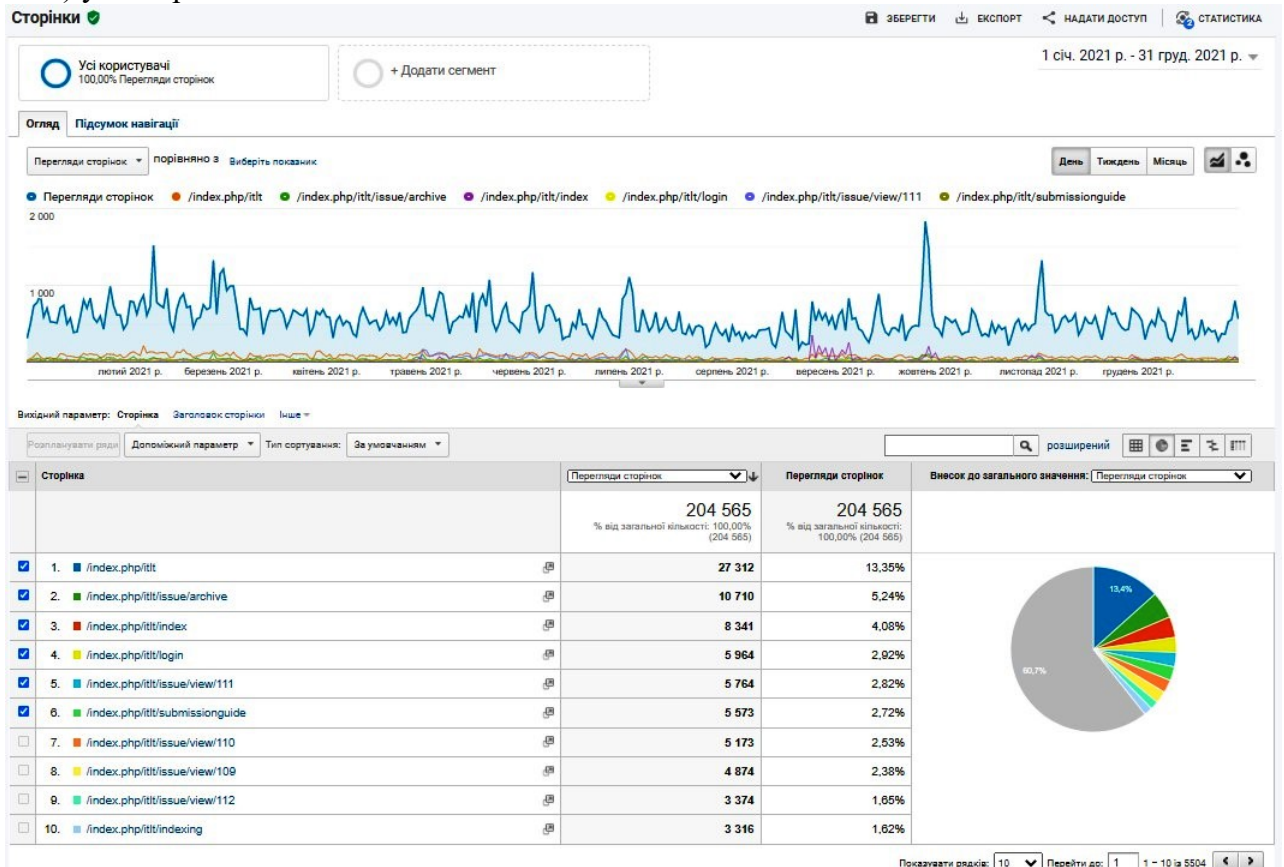 Сторінки
ЗБЕРЕГТИ ЕКСПОРТ НАДАТИ ДОСТУП 2 СТАТИСТИКА
Усі користувачі
100,00% Перегляди сторінок
+ Додати сегмент
1 січ. 2021 р. - 31 груд. 2021 р.
Огляд Підсумок навігації
Перегляди сторінок порівняно з Виберіть показник
День Тиждень Місяць
Перегляди сторінок /index.php/itlt /index.php/itlt/issue/archive /index.php/itlt/index /index.php/itlt/login /index.php/itlt/issue/view/111 /index.php/itlt/submissionguide
2 000
1 000
лютий 2021 р. березень 2021 р. квітень 2021 р. травень 2021 р. червень 2021 р. липень 2021 р. серпень 2021 р. вересень 2021 р. жовтень 2021 р. листопад 2021 р. грудень 2021 р.
Вихідний параметр: Сторінка Заголовок сторінки Інше
Розпланувати ряди Допоміжний параметр Тип сортування: За умовчанням розширений
Сторінка Перегляди сторінок Перегляди сторінок Внесок до загального значення: Перегляди сторінок
204 565 204 565
% від загальної кількості: 100,00% % від загальної кількості:
(204 565) 100,00% (204 565)
1. /index.php/itlt 27 312 13,35%
2. /index.php/itlt/issue/archive 10 710 5,24%
3. /index.php/itlt/index 8 341 4,08%
4. /index.php/itlt/login 5 964 2,92%
5. /index.php/itlt/issue/view/111 5 764 2,82%
6. /index.php/itlt/submissionguide 5 573 2,72%
7. /index.php/itlt/issue/view/110 5 173 2,53%
8. /index.php/itlt/issue/view/109 4 874 2,38%
9. /index.php/itlt/issue/view/112 3 374 1,65%
10. /index.php/itlt/indexing 3 316 1,62%
13,4%
60,7%
Показувати рядків: 10 Перейти до: 1 1 – 10 із 5504